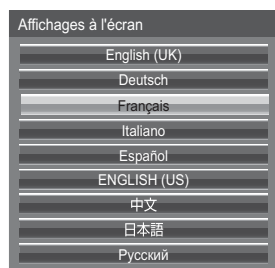 Affichages à l'écran
English (UK)
Deutsch
Français
Italiano
Español
ENGLISH (US)
中文
日本語
Русский